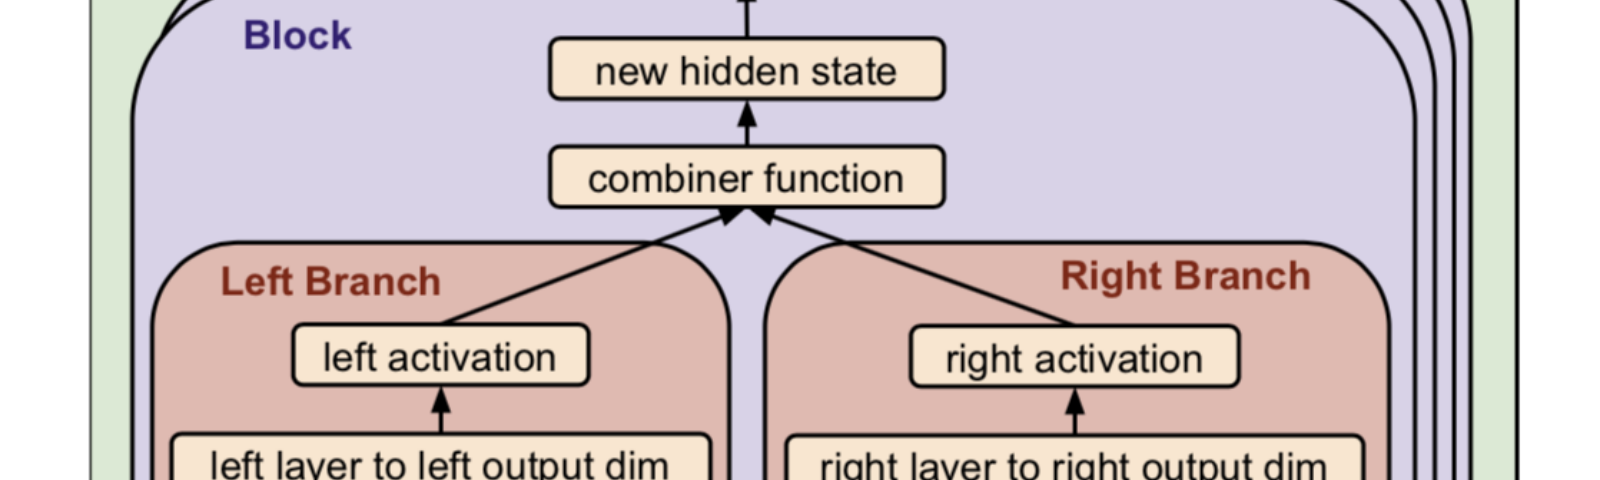 Block
new hidden state
combiner function
Left Branch
Right Branch
left activation
right activation
left layer to left output dim
right layer to right output dim